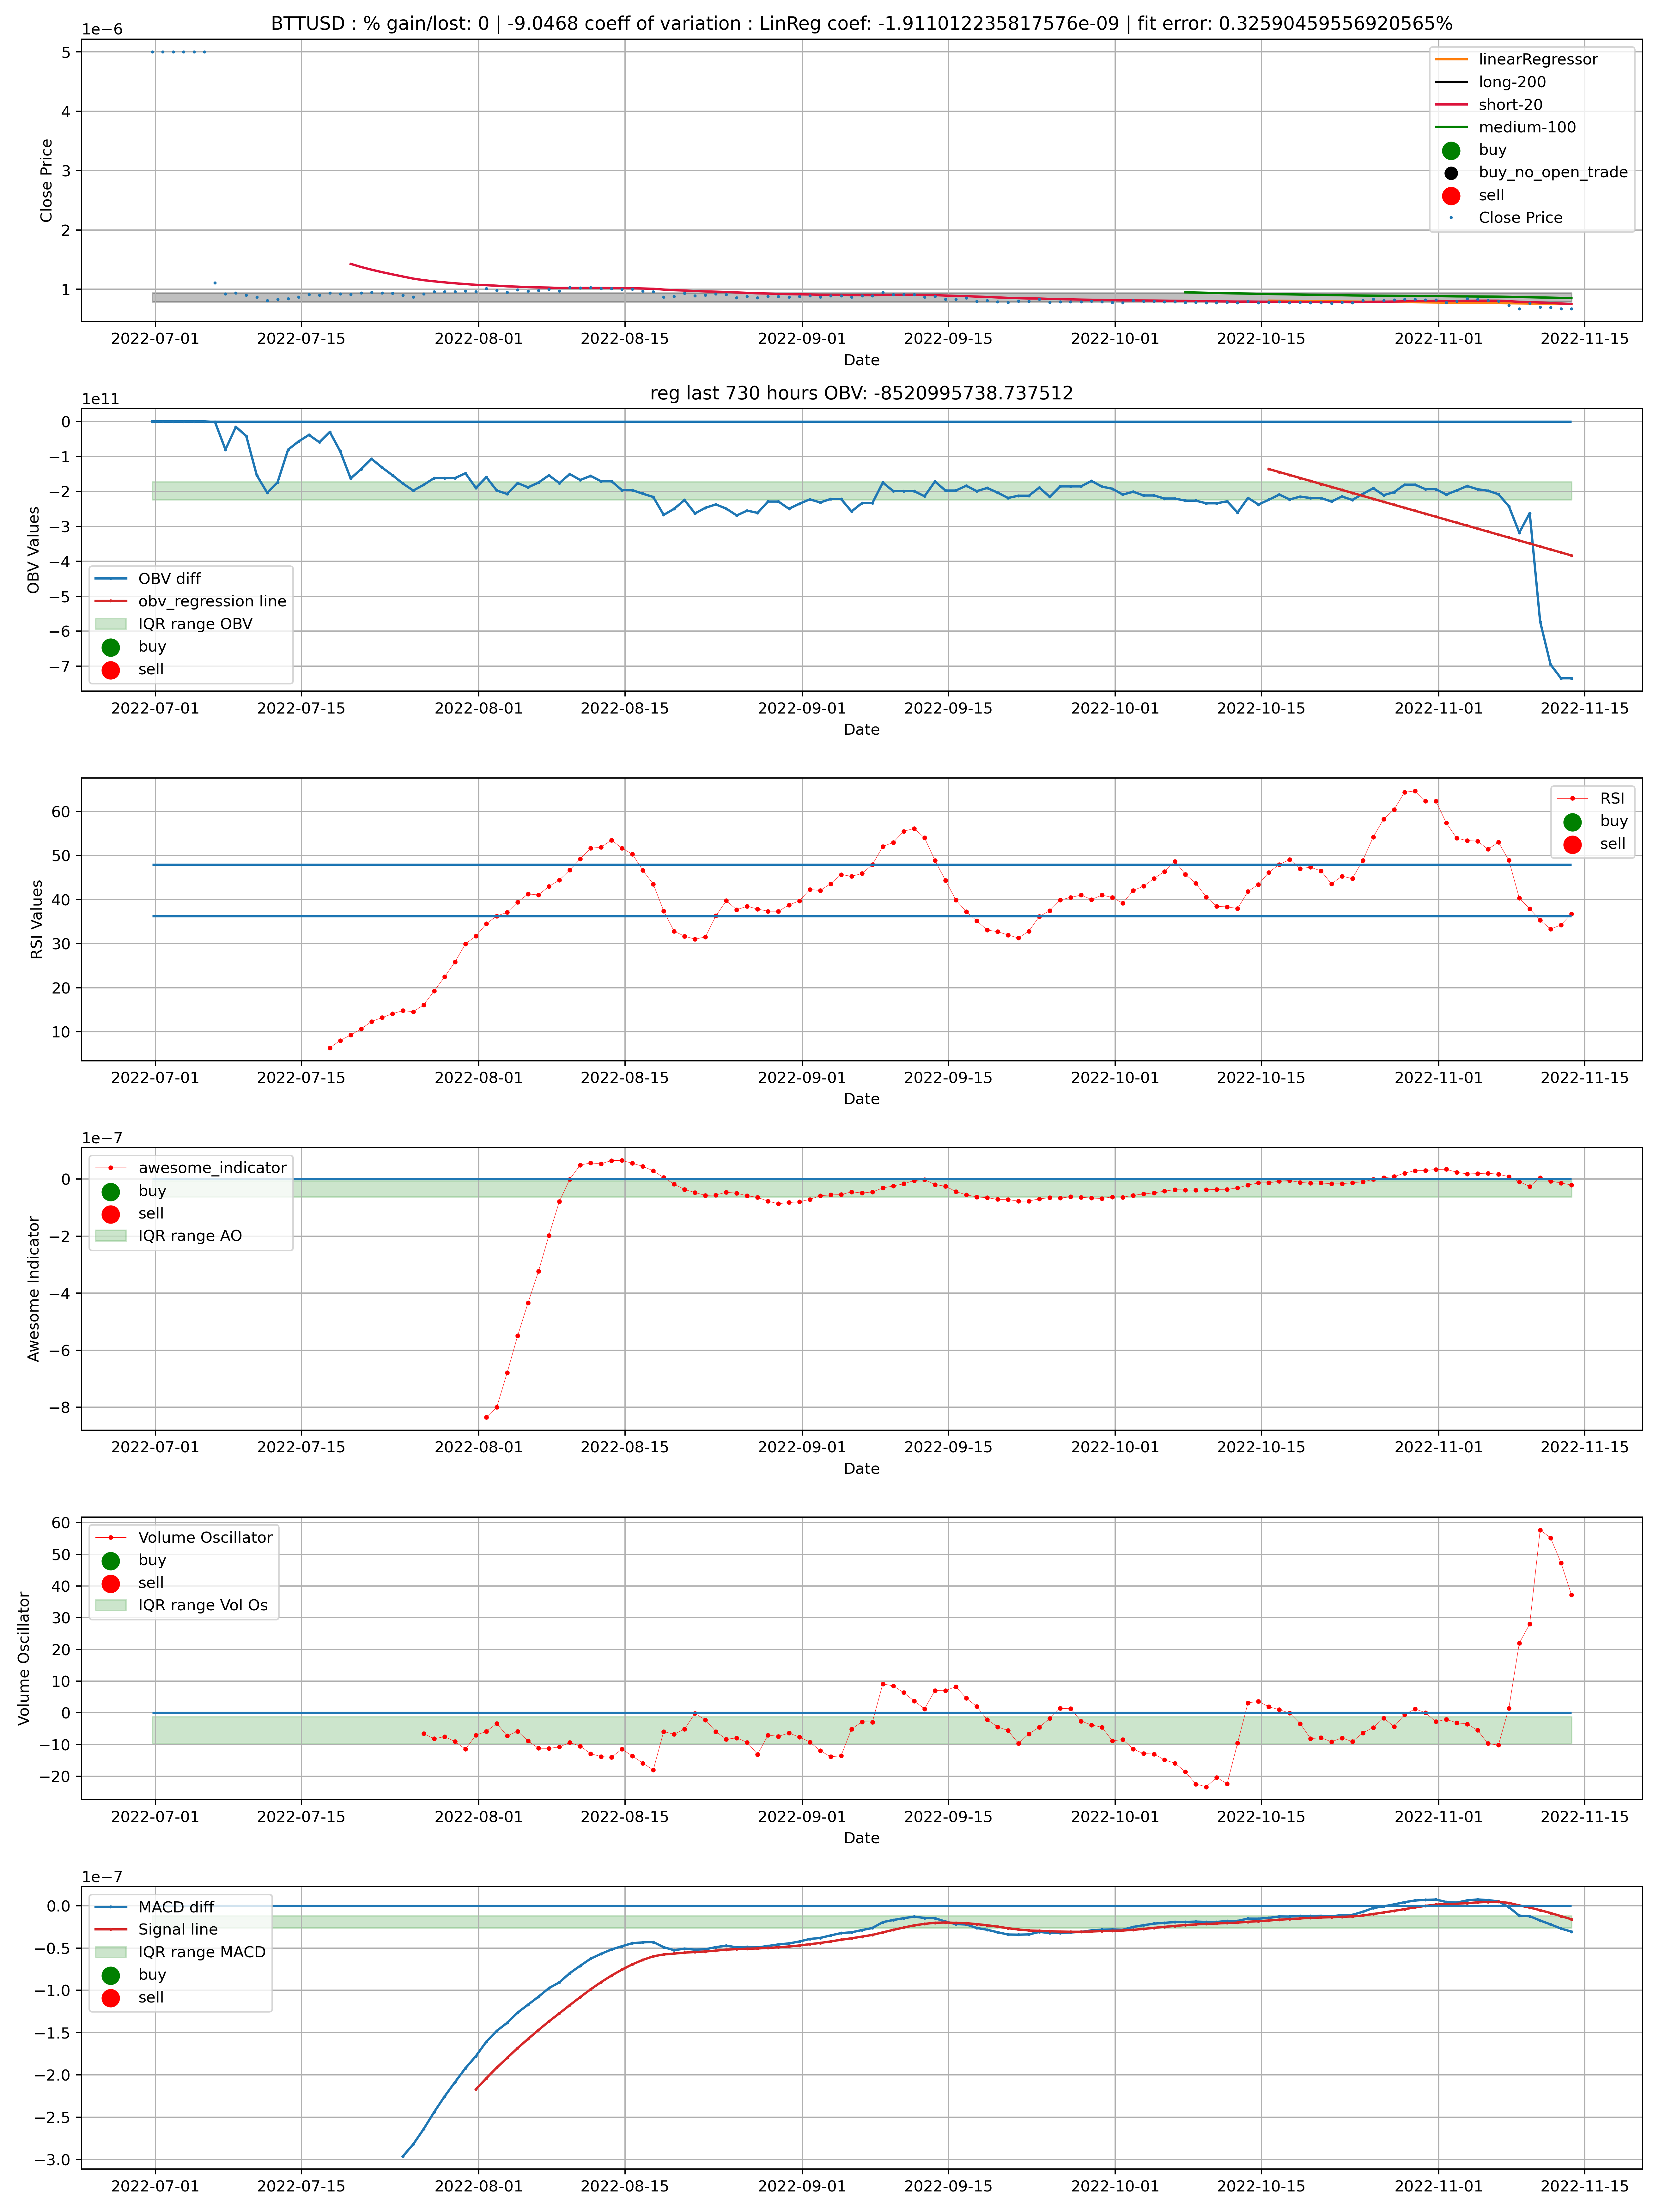 BTTUSD : % gain/lost: 0 | -9.0468 coeff of variation : LinReg coef: -1.911012235817576e-09 | fit error: 0.32590459556920565%
1e−6
5
4
3
2
1
Close Price
linearRegressor
long-200
short-20
medium-100
buy
buy_no_open_trade
sell
Close Price
2022-07-01 2022-07-15 2022-08-01 2022-08-15 2022-09-01 2022-09-15 2022-10-01 2022-10-15 2022-11-01 2022-11-15
Date
reg last 730 hours OBV: -8520995738.737512
1e11
0
−1
−2
−3
−4
−5
−6
−7
OBV Values
OBV diff
obv_regression line
IQR range OBV
buy
sell
2022-07-01 2022-07-15 2022-08-01 2022-08-15 2022-09-01 2022-09-15 2022-10-01 2022-10-15 2022-11-01 2022-11-15
Date
60
50
40
30
20
10
RSI Values
RSI
buy
sell
2022-07-01 2022-07-15 2022-08-01 2022-08-15 2022-09-01 2022-09-15 2022-10-01 2022-10-15 2022-11-01 2022-11-15
Date
1e−7
0
−2
−4
−6
−8
Awesome Indicator
awesome_indicator
buy
sell
IQR range AO
2022-07-01 2022-07-15 2022-08-01 2022-08-15 2022-09-01 2022-09-15 2022-10-01 2022-10-15 2022-11-01 2022-11-15
Date
60
50
40
30
20
10
0
−10
−20
Volume Oscillator
Volume Oscillator
buy
sell
IQR range Vol Os
2022-07-01 2022-07-15 2022-08-01 2022-08-15 2022-09-01 2022-09-15 2022-10-01 2022-10-15 2022-11-01 2022-11-15
Date
1e−7
0.0
−0.5
−1.0
−1.5
−2.0
−2.5
−3.0
MACD diff
Signal line
IQR range MACD
buy
sell
2022-07-01 2022-07-15 2022-08-01 2022-08-15 2022-09-01 2022-09-15 2022-10-01 2022-10-15 2022-11-01 2022-11-15